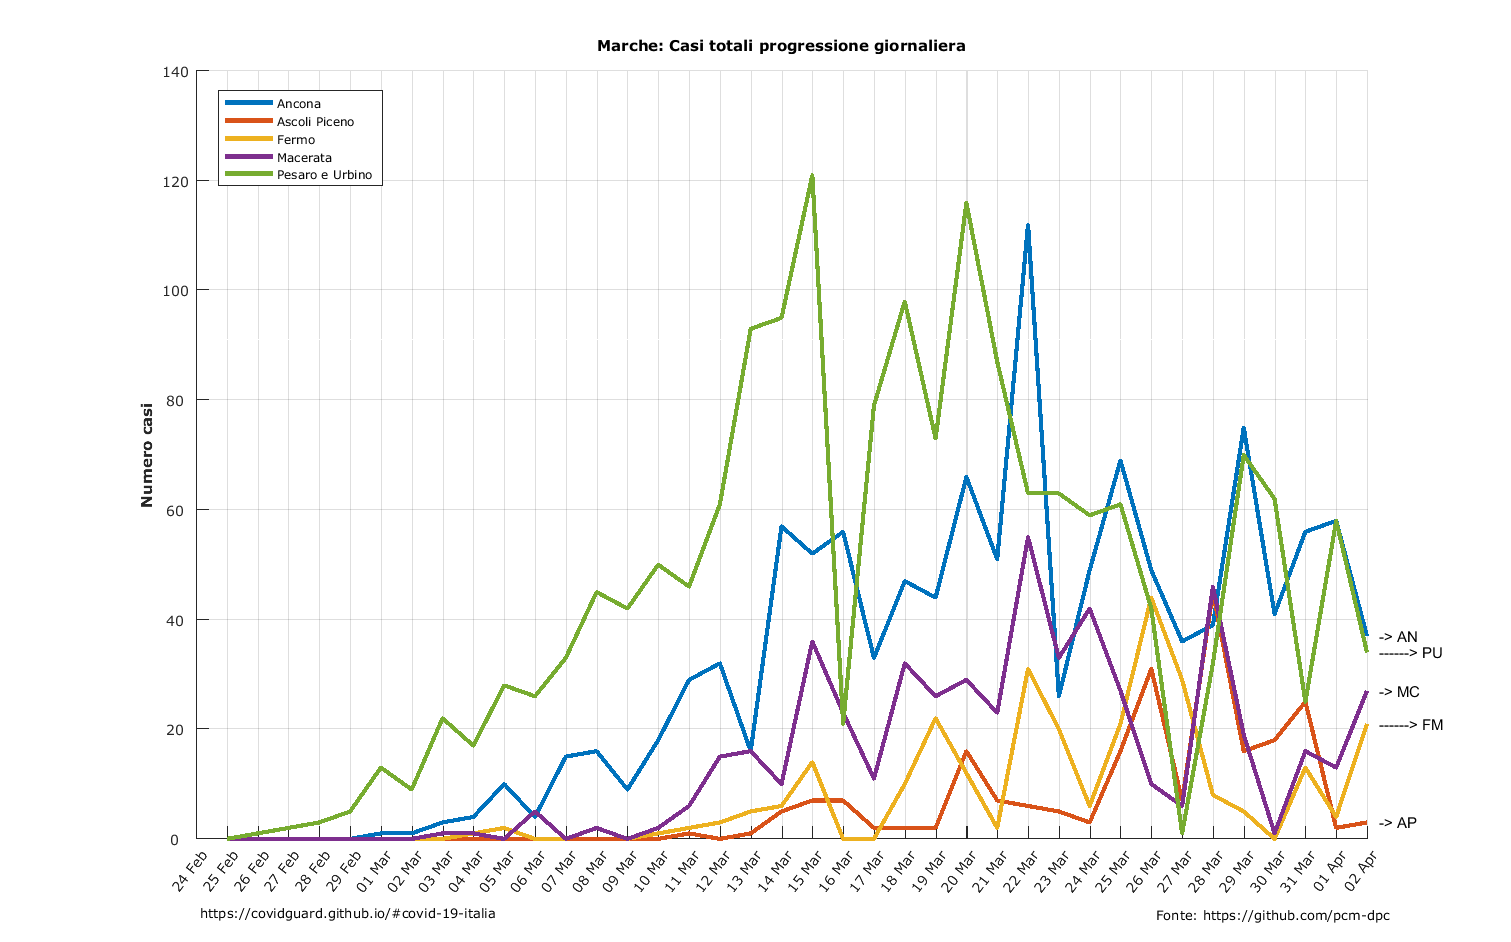 Marche: Casi totali progressione giornaliera
140
120
100
80
60
40
20
0
Numero casi
Ancona
Ascoli Piceno
Fermo
Macerata
Pesaro e Urbino
-> AN
------> PU
-> MC
------> FM
-> AP
24 Feb
25 Feb
26 Feb
27 Feb
28 Feb
29 Feb
01 Mar
02 Mar
03 Mar
04 Mar
05 Mar
06 Mar
07 Mar
08 Mar
09 Mar
10 Mar
11 Mar
12 Mar
13 Mar
14 Mar
15 Mar
16 Mar
17 Mar
18 Mar
19 Mar
20 Mar
21 Mar
22 Mar
23 Mar
24 Mar
25 Mar
26 Mar
27 Mar
28 Mar
29 Mar
30 Mar
31 Mar
01 Apr
02 Apr
https://covidguard.github.io/#covid-19-italia
Fonte: https://github.com/pcm-dpc